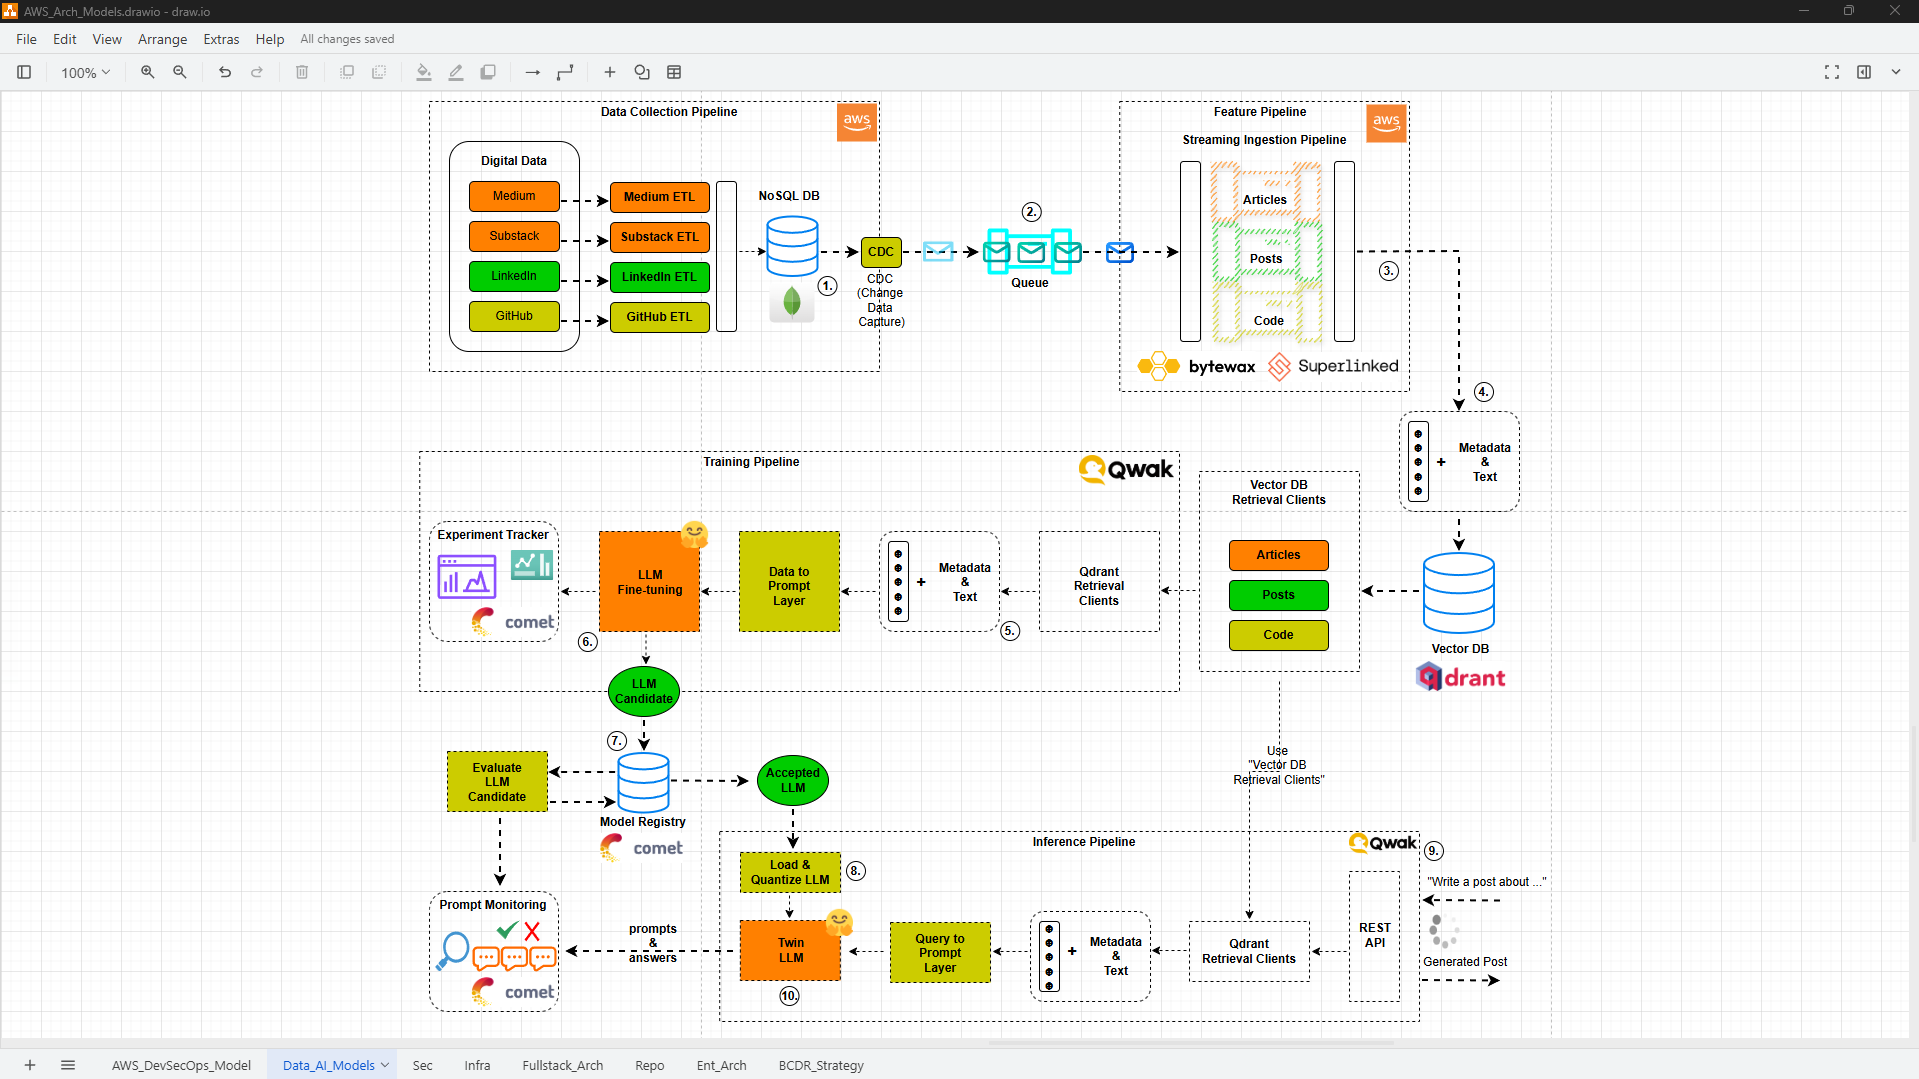 AWS_Arch_Models.drawio - draw.io
File Edit View Arrange Extras Help All changes saved
100%
Data Collection Pipeline
aws
Digital Data
Medium
Substack
LinkedIn
GitHub
Medium ETL
Substack ETL
LinkedIn ETL
GitHub ETL
NoSQL DB
1.
CDC
CDC
(Change
Data
Capture)
2.
Queue
Feature Pipeline
aws
Streaming Ingestion Pipeline
Articles
Posts
Code
bytewax
Superlinked
3.
4.
+
Metadata
&
Text
Vector DB
qdrant
Vector DB
Retrieval Clients
Articles
Posts
Code
Training Pipeline
Qwak
Experiment Tracker
comet
LLM
Fine-tuning
Data to
Prompt
Layer
+
Metadata
&
Text
Qdrant
Retrieval
Clients
5.
6.
LLM
Candidate
7.
Evaluate
LLM
Candidate
Model Registry
comet
Accepted
LLM
Use
"Vector DB
Retrieval Clients"
Inference Pipeline
Qwak
9.
Load &
Quantize LLM
8.
"Write a post about ..."
Prompt Monitoring
comet
prompts
&
answers
Twin
LLM
10.
Query to
Prompt
Layer
+
Metadata
&
Text
Qdrant
Retrieval Clients
REST
API
Generated Post
AWS_DevSecOps_Model Data_AI_Models Sec Infra Fullstack_Arch Repo Ent_Arch BCDR_Strategy